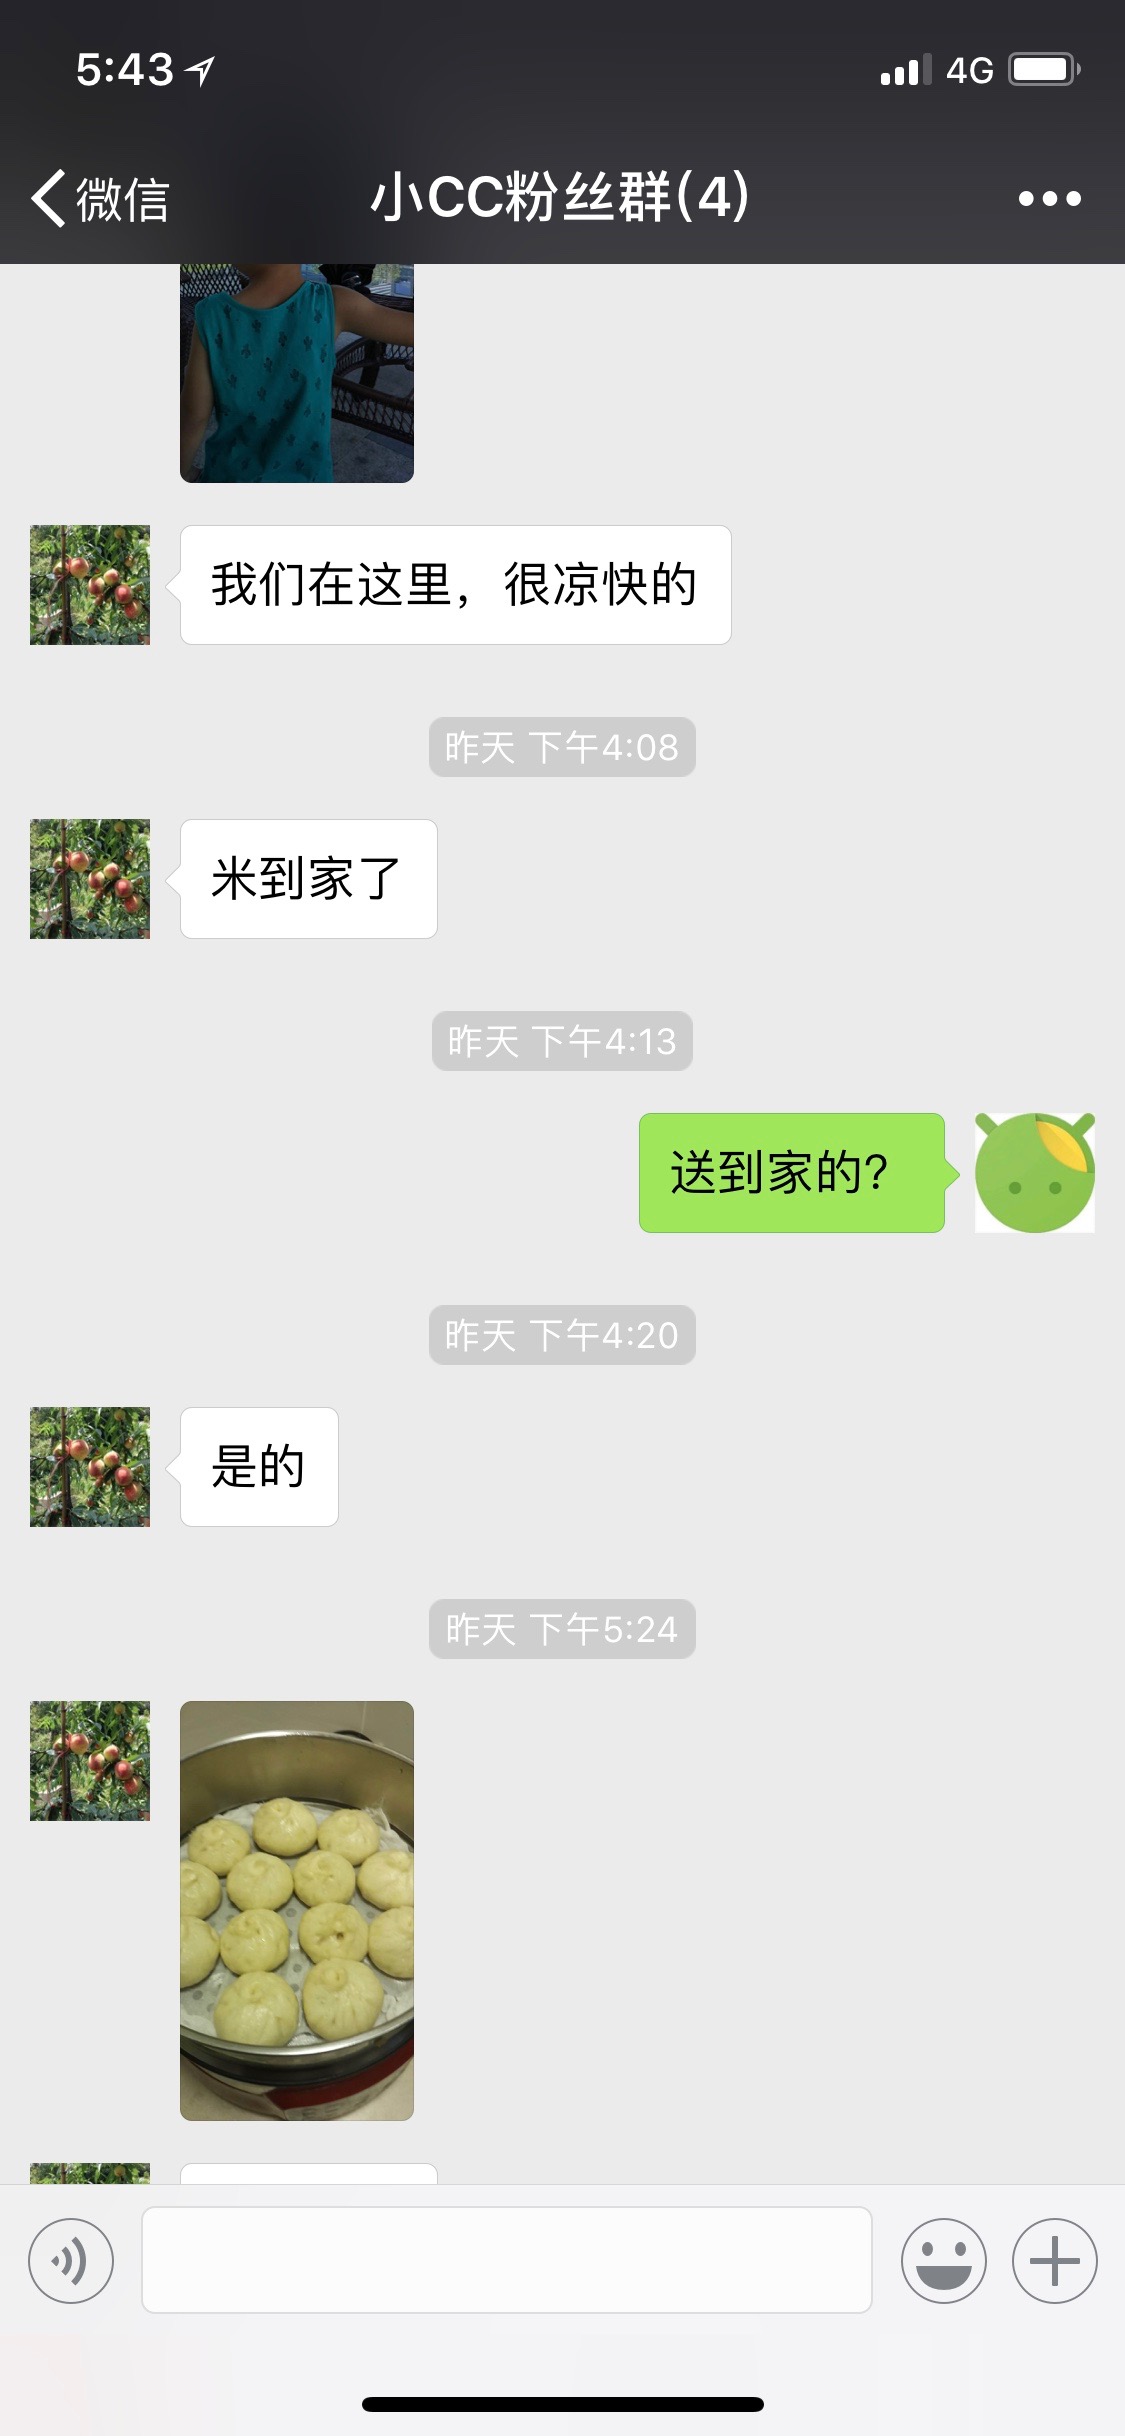 5:43
4G
微信
小CC粉丝群(4)
我们在这里，很凉快的
昨天 下午4:08
米到家了
昨天 下午4:13
送到家的?
昨天 下午4:20
是的
昨天 下午5:24